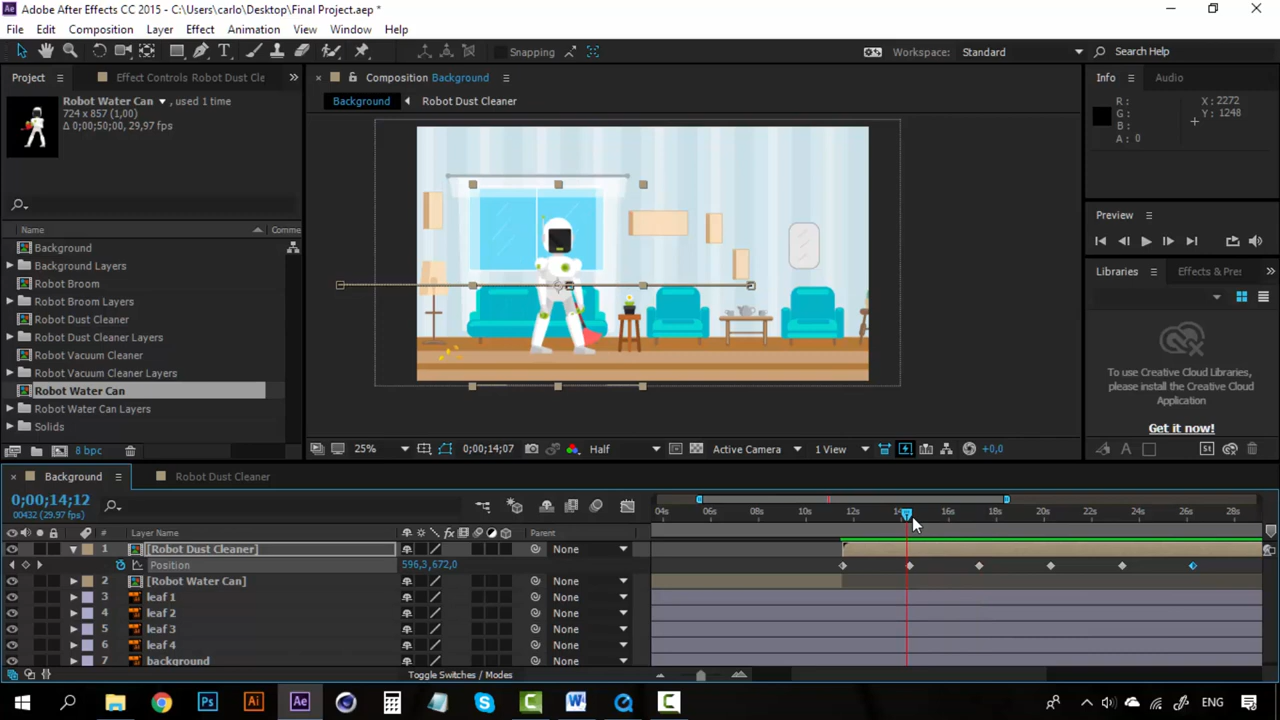 Ae Adobe After Effects CC 2015 - C:\Users\carlo\Desktop\Final Project.aep *
File Edit Composition Layer Effect Animation View Window Help
T Snapping Workspace: Standard Search Help
Project Effect Controls Robot Dust Cle Composition Background Info Audio
Robot Water Can , used 1 time
724 x 857 (1,00)
Δ 0;00;50;00, 29,97 fps
Background Robot Dust Cleaner
R : X : 2272
G : Y : 1248
B :
A : 0
Preview
Name Comme
Background
Background Layers
Robot Broom
Robot Broom Layers
Robot Dust Cleaner
Robot Dust Cleaner Layers
Robot Vacuum Cleaner
Robot Vacuum Cleaner Layers
Robot Water Can
Robot Water Can Layers
Solids
Libraries Effects & Pres
To use Creative Cloud Libraries,
please install the Creative Cloud
Application
Get it now!
St
8 bpc 25% 0;00;14;07 Half Active Camera 1 View +0,0
Background Robot Dust Cleaner
0;00;14;12
00432 (29.97 fps)
04s 06s 08s 10s 12s 14s 16s 18s 20s 22s 24s 26s 28s
# Layer Name fx Parent
1 [Robot Dust Cleaner] None
Position 596,3,672,0
2 [Robot Water Can] None
3 leaf 1 None
4 leaf 2 None
5 leaf 3 None
6 leaf 4 None
7 background None
Toggle Switches / Modes
Ps Ai Ae ENG